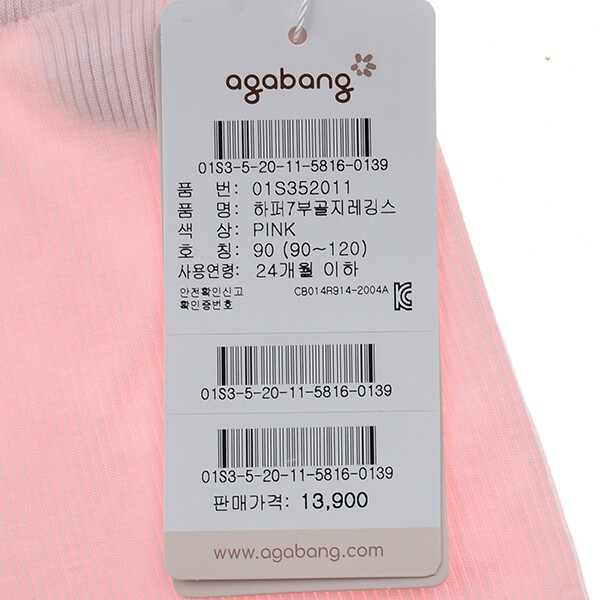 agabang
01S3-5-20-11-5816-0139
품 번: 01S352011
품 명: 하퍼7부골지레깅스
색 상: PINK
호 칭: 90 (90~120)
사용연령: 24개월 이하
안전확인신고
확인증번호 CB014R914-2004A
01S3-5-20-11-5816-0139
01S3-5-20-11-5816-0139
판매가격: 13,900
www.agabang.com